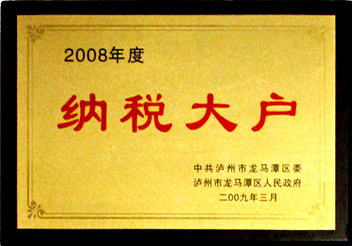 2008年度
纳税大户
中共泸州市龙马潭区委
泸州市龙马潭区人民政府
二00九年三月